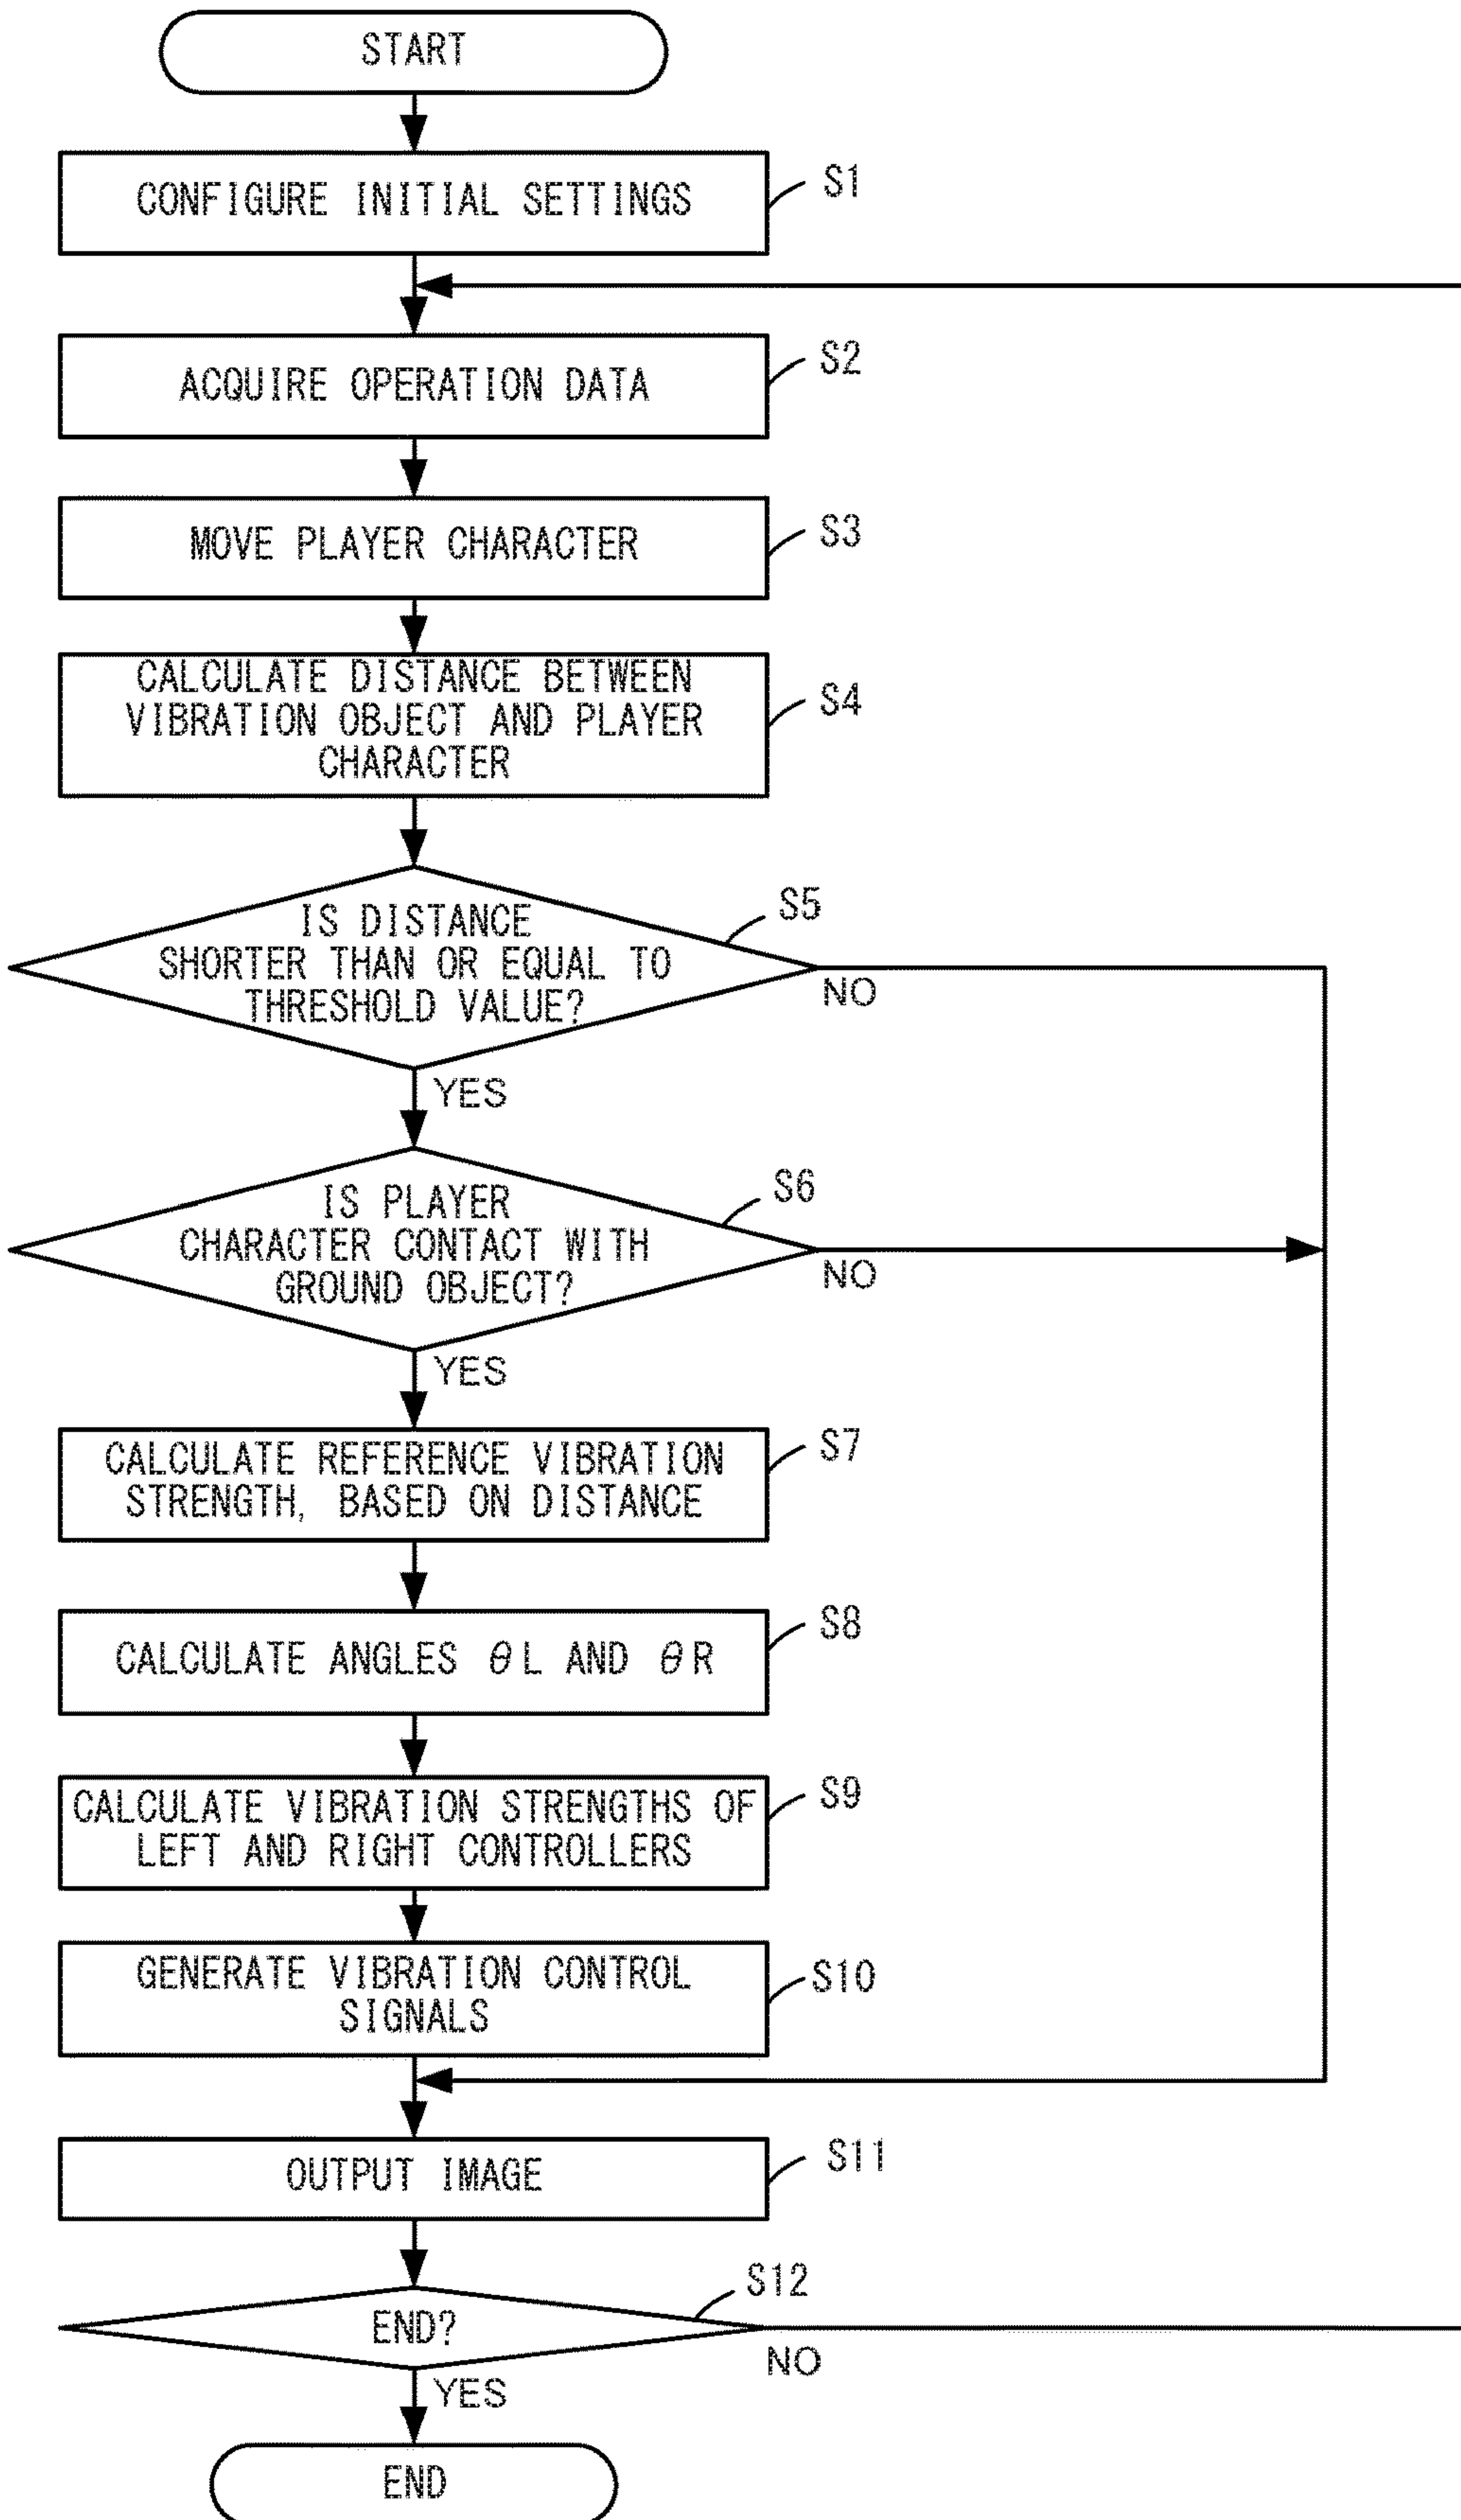 START
CONFIGURE INITIAL SETTINGS
S1
ACQUIRE OPERATION DATA
S2
MOVE PLAYER CHARACTER
S3
CALCULATE DISTANCE BETWEEN
VIBRATION OBJECT AND PLAYER
CHARACTER
S4
IS DISTANCE
SHORTER THAN OR EQUAL TO
THRESHOLD VALUE?
S5
NO
YES
IS PLAYER
CHARACTER CONTACT WITH
GROUND OBJECT?
S6
NO
YES
CALCULATE REFERENCE VIBRATION
STRENGTH, BASED ON DISTANCE
S7
CALCULATE ANGLES θL AND θR
S8
CALCULATE VIBRATION STRENGTHS OF
LEFT AND RIGHT CONTROLLERS
S9
GENERATE VIBRATION CONTROL
SIGNALS
S10
OUTPUT IMAGE
S11
END?
S12
NO
YES
END